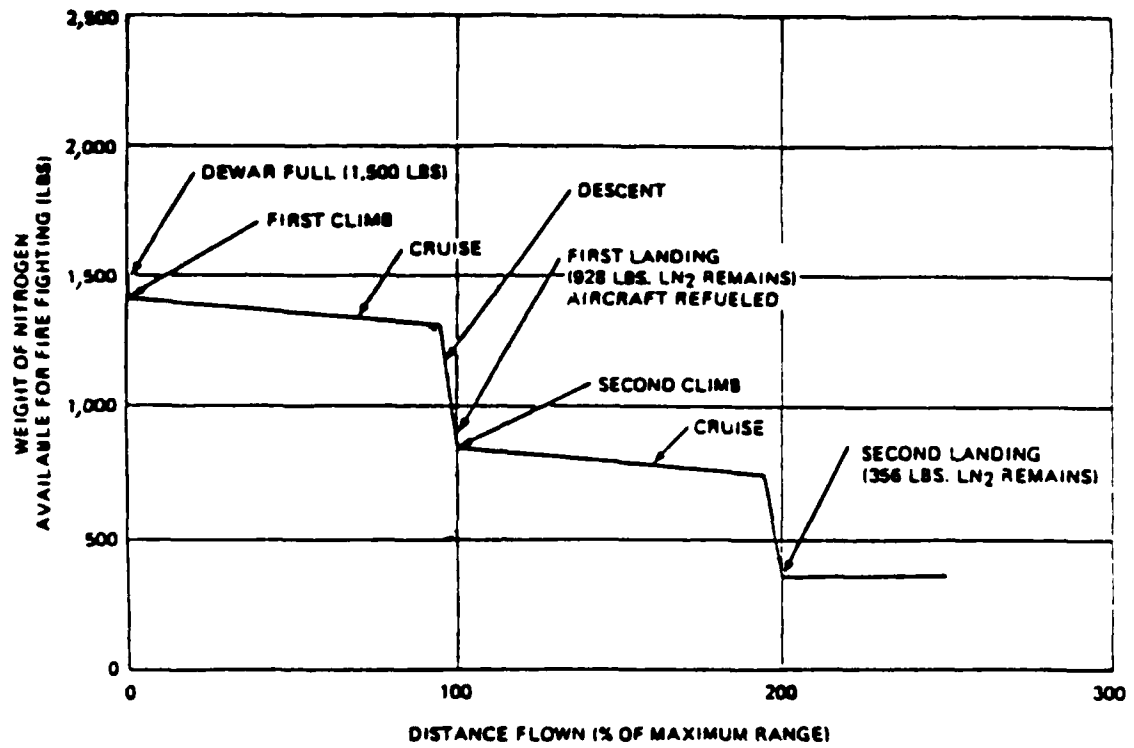 2,500
2,000
1,500
1,000
500
0
WEIGHT OF NITROGEN
AVAILABLE FOR FIRE FIGHTING (LBS)
DEWAR FULL (1,500 LBS)
FIRST CLIMB
CRUISE
DESCENT
FIRST LANDING
(928 LBS. LN2 REMAINS)
AIRCRAFT REFUELED
SECOND CLIMB
CRUISE
SECOND LANDING
(356 LBS. LN2 REMAINS)
0
100
200
300
DISTANCE FLOWN (% OF MAXIMUM RANGE)